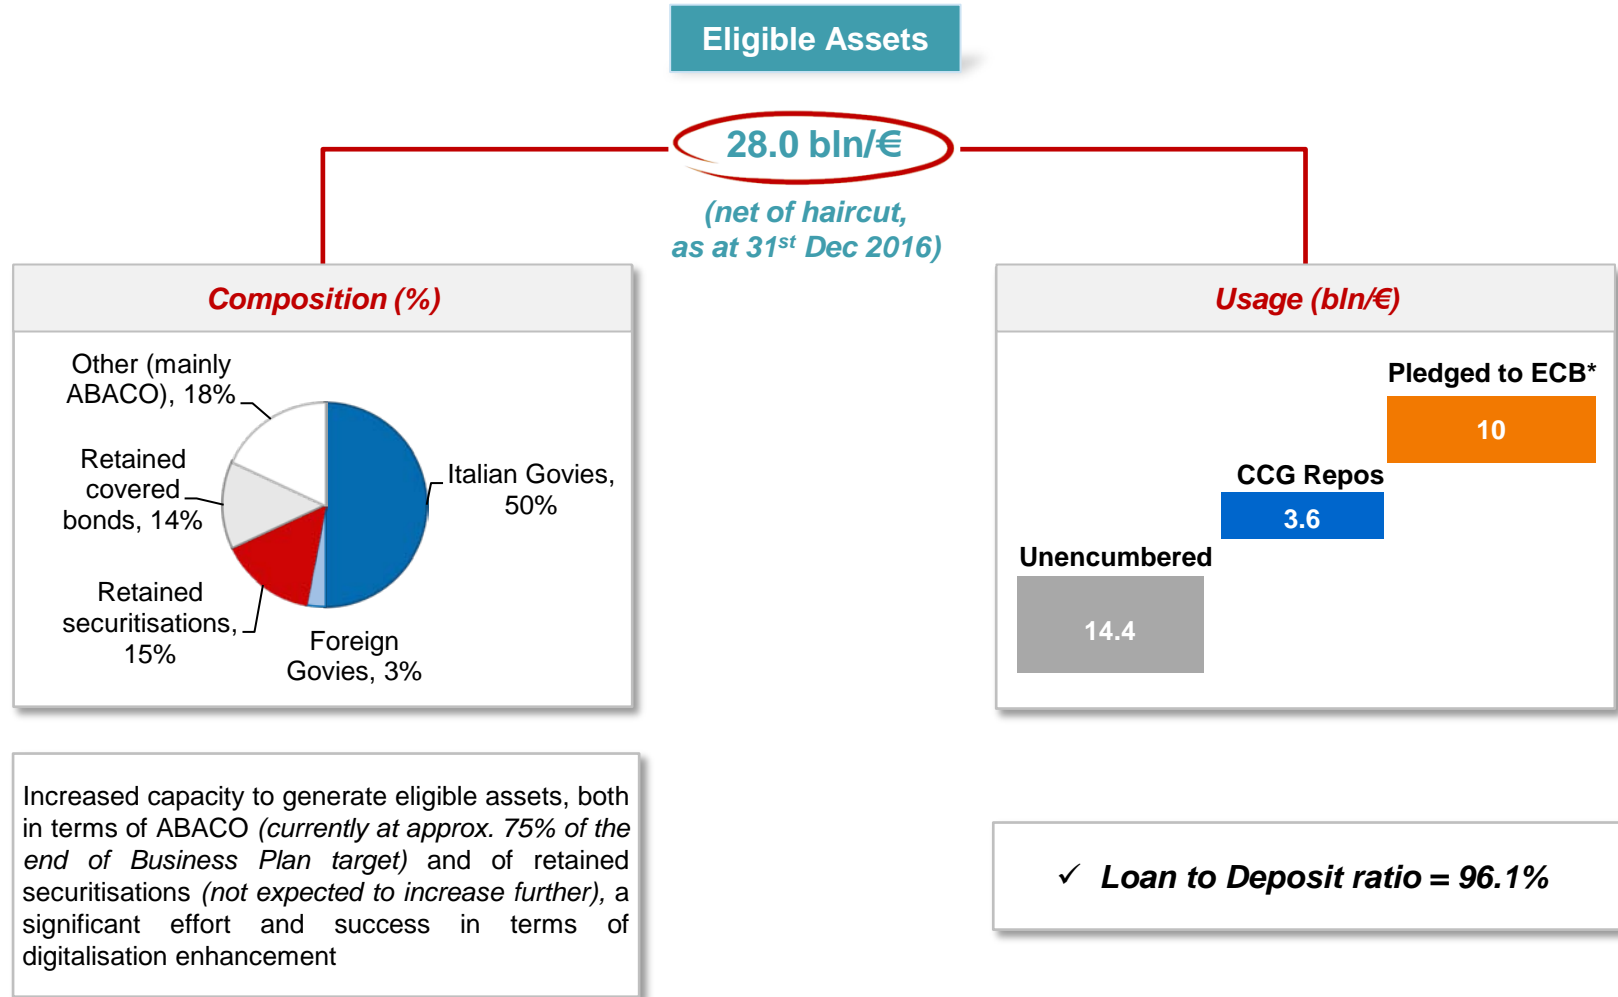 Eligible Assets
28.0 bln/€
(net of haircut,
as at 31st Dec 2016)
Composition (%)
Other (mainly
ABACO), 18%
Retained
covered
bonds, 14%
Retained
securitisations,
15%
Foreign
Govies, 3%
Italian Govies,
50%
Usage (bln/€)
Pledged to ECB*
10
CCG Repos
3.6
Unencumbered
14.4
Increased capacity to generate eligible assets, both
in terms of ABACO (currently at approx. 75% of the
end of Business Plan target) and of retained
securitisations (not expected to increase further), a
significant effort and success in terms of
digitalisation enhancement
✓ Loan to Deposit ratio = 96.1%